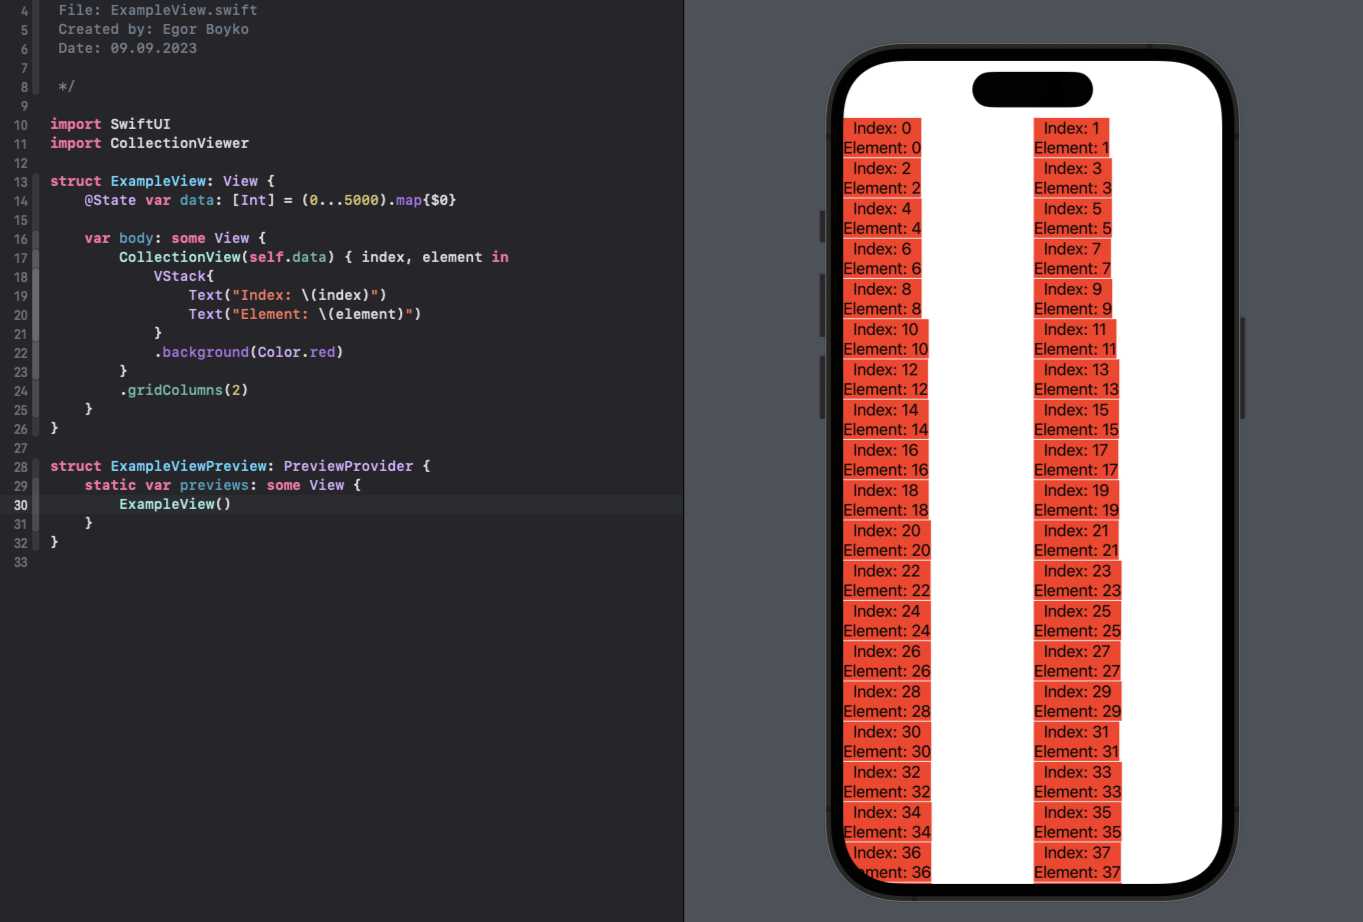 4 File: ExampleView.swift
5 Created by: Egor Boyko
6 Date: 09.09.2023
7
8 */
9
10 import SwiftUI
11 import CollectionViewer
12
13 struct ExampleView: View {
14 @State var data: [Int] = (0...5000).map{$0}
15
16 var body: some View {
17 CollectionView(self.data) { index, element in
18 VStack{
19 Text("Index: \(index)")
20 Text("Element: \(element)")
21 }
22 .background(Color.red)
23 }
24 .gridColumns(2)
25 }
26 }
27
28 struct ExampleViewPreview: PreviewProvider {
29 static var previews: some View {
30 ExampleView()
31 }
32 }
33
Index: 0 Index: 1
Element: 0 Element: 1
Index: 2 Index: 3
Element: 2 Element: 3
Index: 4 Index: 5
Element: 4 Element: 5
Index: 6 Index: 7
Element: 6 Element: 7
Index: 8 Index: 9
Element: 8 Element: 9
Index: 10 Index: 11
Element: 10 Element: 11
Index: 12 Index: 13
Element: 12 Element: 13
Index: 14 Index: 15
Element: 14 Element: 15
Index: 16 Index: 17
Element: 16 Element: 17
Index: 18 Index: 19
Element: 18 Element: 19
Index: 20 Index: 21
Element: 20 Element: 21
Index: 22 Index: 23
Element: 22 Element: 23
Index: 24 Index: 25
Element: 24 Element: 25
Index: 26 Index: 27
Element: 26 Element: 27
Index: 28 Index: 29
Element: 28 Element: 29
Index: 30 Index: 31
Element: 30 Element: 31
Index: 32 Index: 33
Element: 32 Element: 33
Index: 34 Index: 35
Element: 34 Element: 35
Index: 36 Index: 37
ment: 36 Element: 37